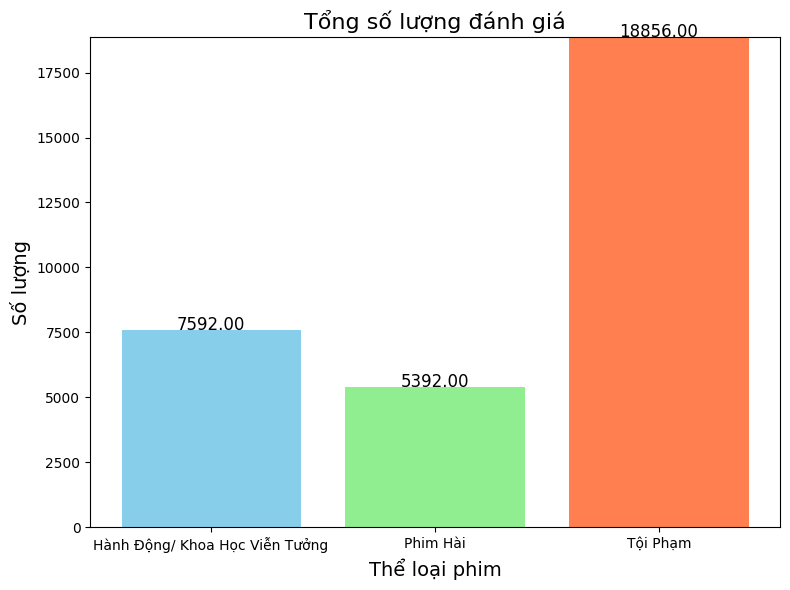 Tổng số lượng đánh giá
18856.00
17500
15000
12500
10000
7592.00
7500
5392.00
5000
2500
0
Số lượng
Hành Động/ Khoa Học Viễn Tưởng
Phim Hài
Tội Phạm
Thể loại phim